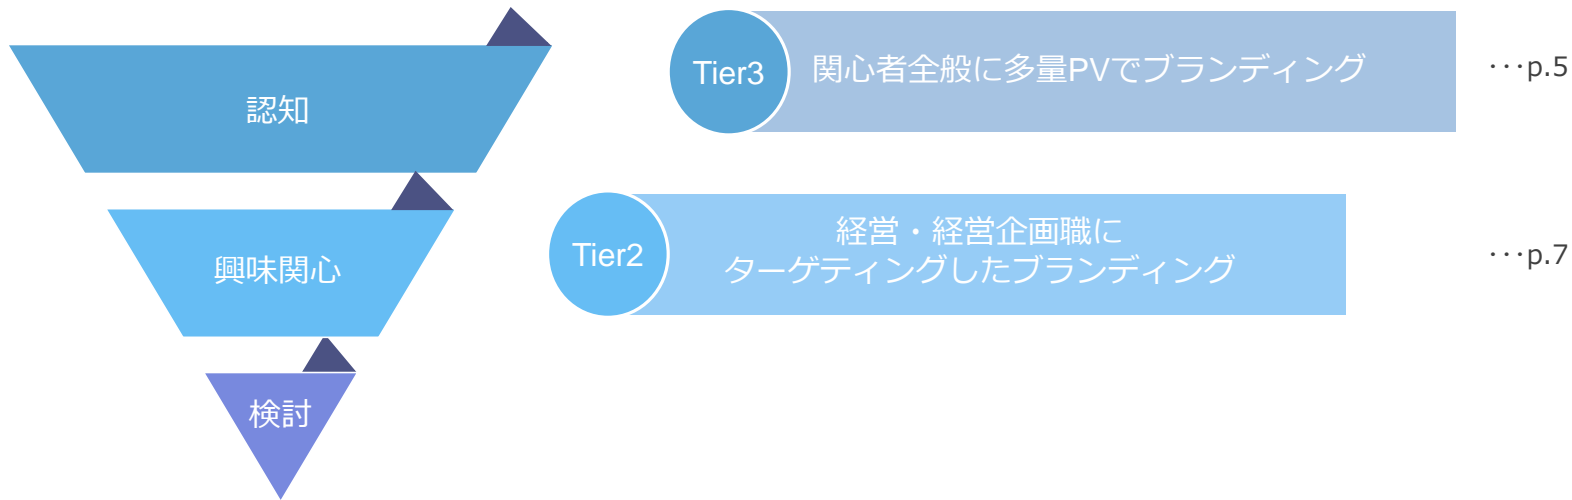 認知
Tier3
関心者全般に多量PVでブランディング
･･･p.5
興味関心
Tier2
経営・経営企画職に
ターゲティングしたブランディング
･･･p.7
検討